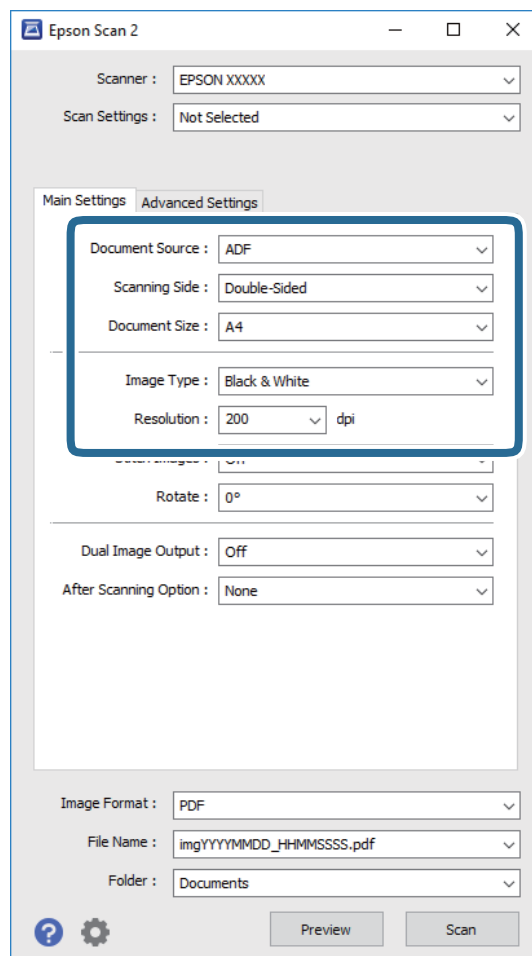 Epson Scan 2
Scanner : EPSON XXXXX
Scan Settings : Not Selected
Main Settings Advanced Settings
Document Source : ADF
Scanning Side : Double-Sided
Document Size : A4
Image Type : Black & White
Resolution : 200 dpi
Rotate : 0°
Dual Image Output : Off
After Scanning Option : None
Image Format : PDF
File Name : imgYYYYMMDD_HHMMSSSS.pdf
Folder : Documents
Preview Scan